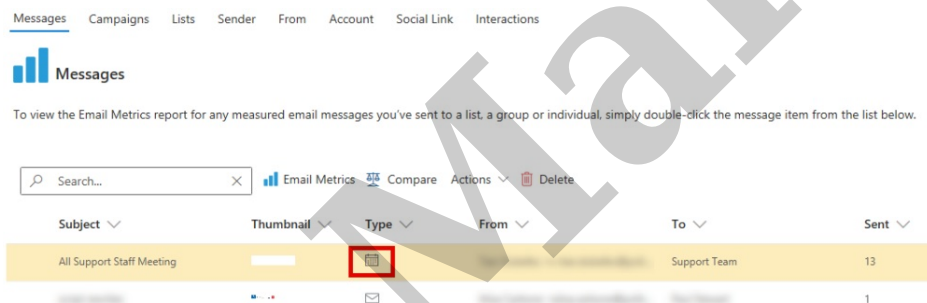 Messages Campaigns Lists Sender From Account Social Link Interactions
Messages
To view the Email Metrics report for any measured email messages you've sent to a list, a group or individual, simply double-click the message item from the list below.
Search... Email Metrics Compare Actions Delete
Subject Thumbnail Type From To Sent
All Support Staff Meeting Support Team 13
1